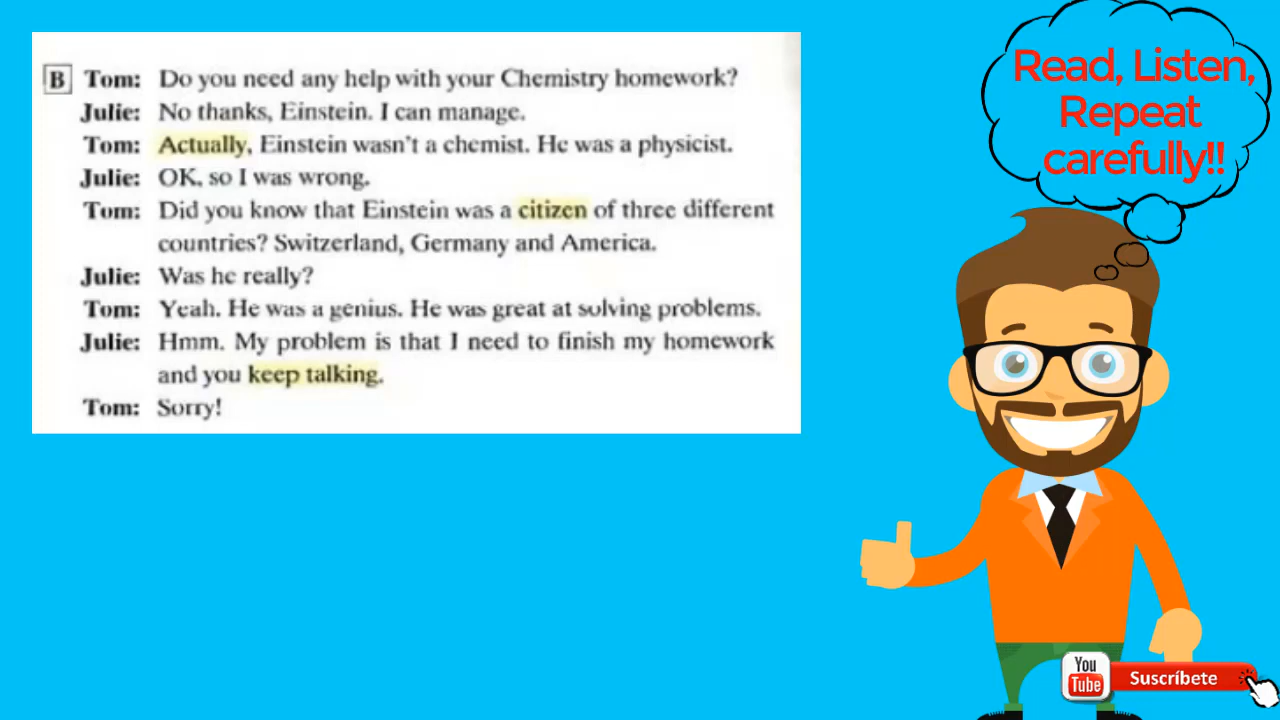 B Tom: Do you need any help with your Chemistry homework?
Julie: No thanks, Einstein. I can manage.
Tom: Actually, Einstein wasn't a chemist. He was a physicist.
Julie: OK, so I was wrong.
Tom: Did you know that Einstein was a citizen of three different
countries? Switzerland, Germany and America.
Julie: Was he really?
Tom: Yeah. He was a genius. He was great at solving problems.
Julie: Hmm. My problem is that I need to finish my homework
and you keep talking.
Tom: Sorry!
Read, Listen,
Repeat
carefully!!
You
Tube
Suscríbete